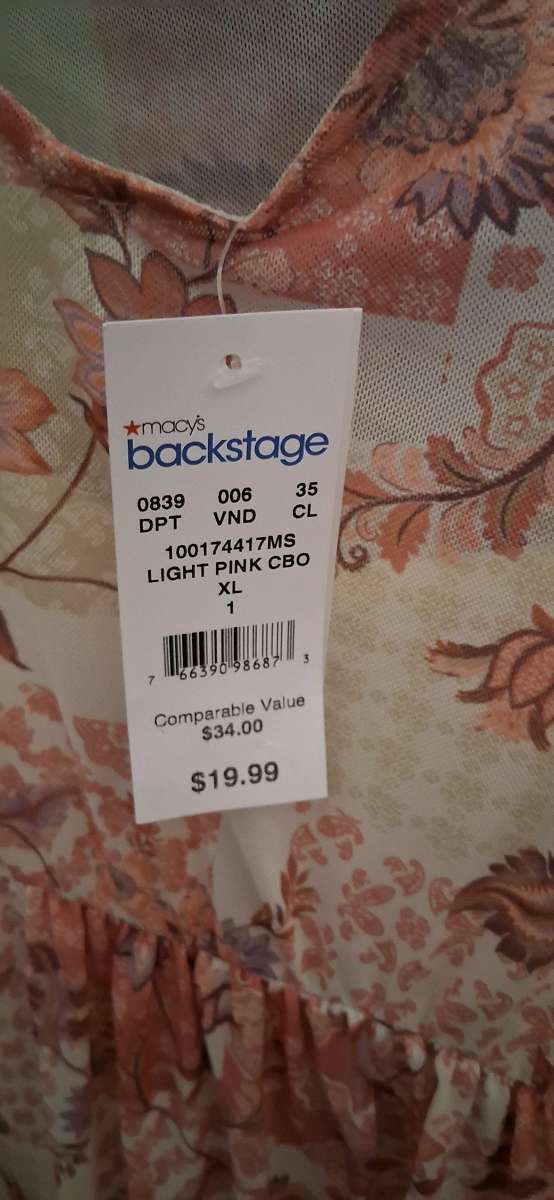 macy's
backstage
0839 006 35
DPT VND CL
100174417MS
LIGHT PINK CBO
XL
1
7 66390 98687 3
Comparable Value
$34.00
$19.99